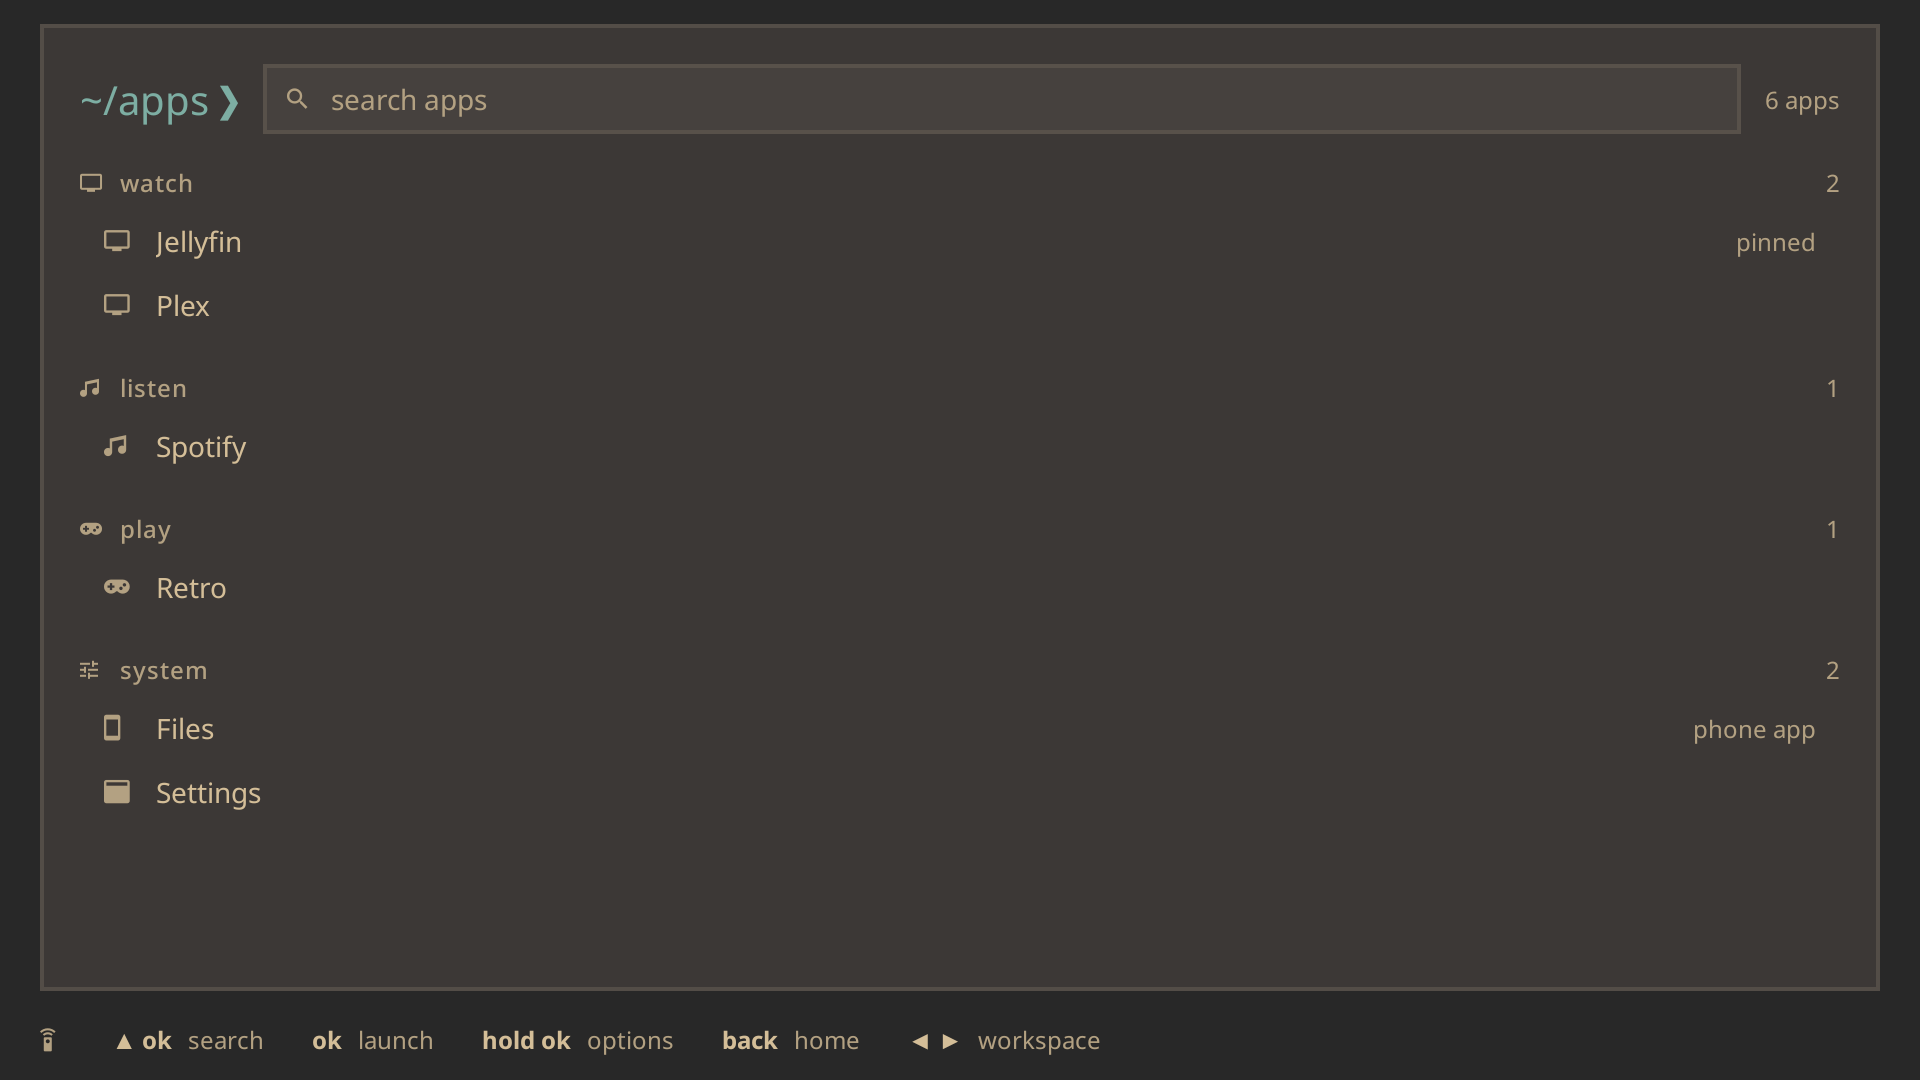 ~/apps ❯ search apps 6 apps
watch 2
Jellyfin pinned
Plex
listen 1
Spotify
play 1
Retro
system 2
Files phone app
Settings
▲ ok search ok launch hold ok options back home ◀ ▶ workspace